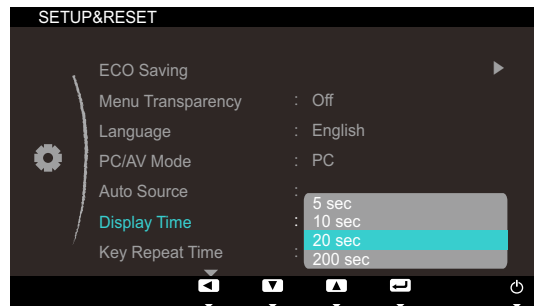 SETUP&RESET
ECO Saving
Menu Transparency : Off
Language : English
PC/AV Mode : PC
Auto Source :
5 sec
Display Time : 10 sec
20 sec
Key Repeat Time : 200 sec